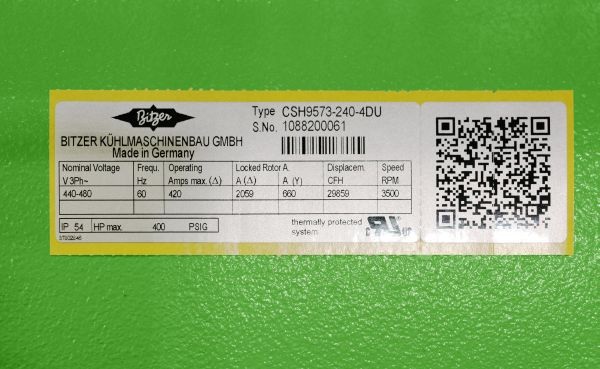 Bitzer
Type CSH9573-240-4DU
S.No. 1088200061
BITZER KÜHLMASCHINENBAU GMBH
Made in Germany
Nominal Voltage Frequ. Operating Locked Rotor A. Displacem. Speed
V 3Ph~ Hz Amps max. (Δ) A (Δ) A (Y) CFH RPM
440-480 60 420 2059 660 29859 3500
IP 54 HP max. 400 PSIG
thermally protected
system